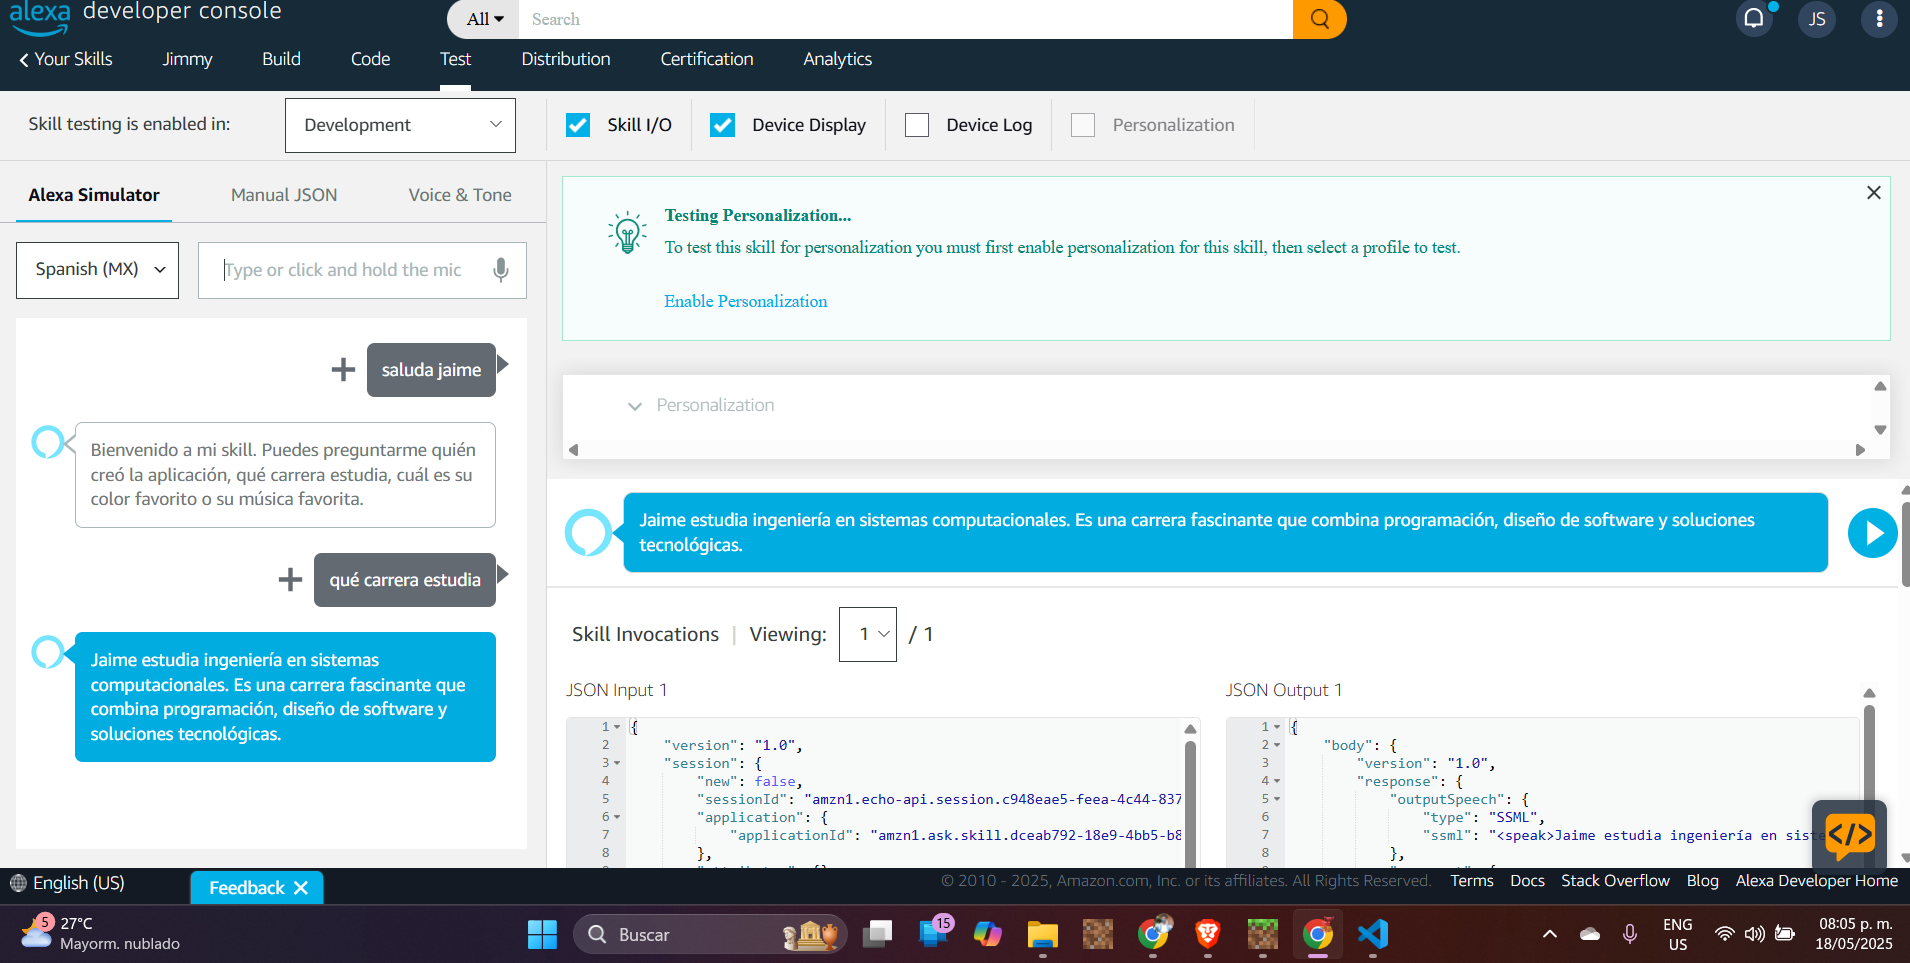 alexa developer console
All
Search
JS
Your Skills
Jimmy
Build
Code
Test
Distribution
Certification
Analytics
Skill testing is enabled in:
Development
Skill I/O
Device Display
Device Log
Personalization
Alexa Simulator
Manual JSON
Voice & Tone
Spanish (MX)
Type or click and hold the mic
saluda jaime
Bienvenido a mi skill. Puedes preguntarme quién
creó la aplicación, qué carrera estudia, cuál es su
color favorito o su música favorita.
qué carrera estudia
Jaime estudia ingeniería en sistemas
computacionales. Es una carrera fascinante que
combina programación, diseño de software y
soluciones tecnológicas.
Testing Personalization...
To test this skill for personalization you must first enable personalization for this skill, then select a profile to test.
Enable Personalization
Personalization
Jaime estudia ingeniería en sistemas computacionales. Es una carrera fascinante que combina programación, diseño de software y soluciones
tecnológicas.
Skill Invocations | Viewing: 1 / 1
JSON Input 1
1 {
2 "version": "1.0",
3 "session": {
4 "new": false,
5 "sessionId": "amzn1.echo-api.session.c948eae5-feea-4c44-837
6 "application": {
7 "applicationId": "amzn1.ask.skill.dceab792-18e9-4bb5-b8
8 },
JSON Output 1
1 {
2 "body": {
3 "version": "1.0",
4 "response": {
5 "outputSpeech": {
6 "type": "SSML",
7 "ssml": "<speak>Jaime estudia ingeniería en siste
8 },
English (US)
Feedback
© 2010 - 2025, Amazon.com, Inc. or its affiliates. All Rights Reserved.
Terms
Docs
Stack Overflow
Blog
Alexa Developer Home
5
27°C
Mayorm. nublado
Buscar
15
ENG
US
08:05 p. m.
18/05/2025